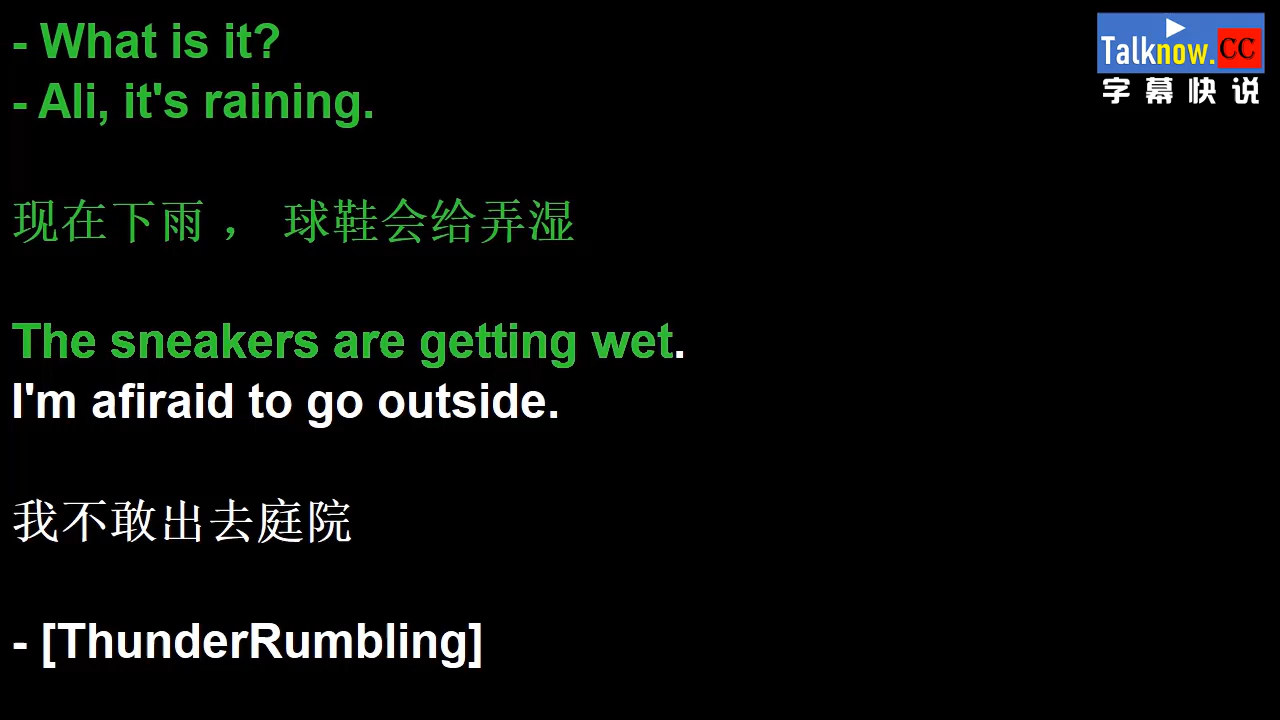 - What is it?
- Ali, it's raining.
现在下雨 ， 球鞋会给弄湿
The sneakers are getting wet.
I'm afiraid to go outside.
我不敢出去庭院
- [ThunderRumbling]
Talknow.CC
字幕快说